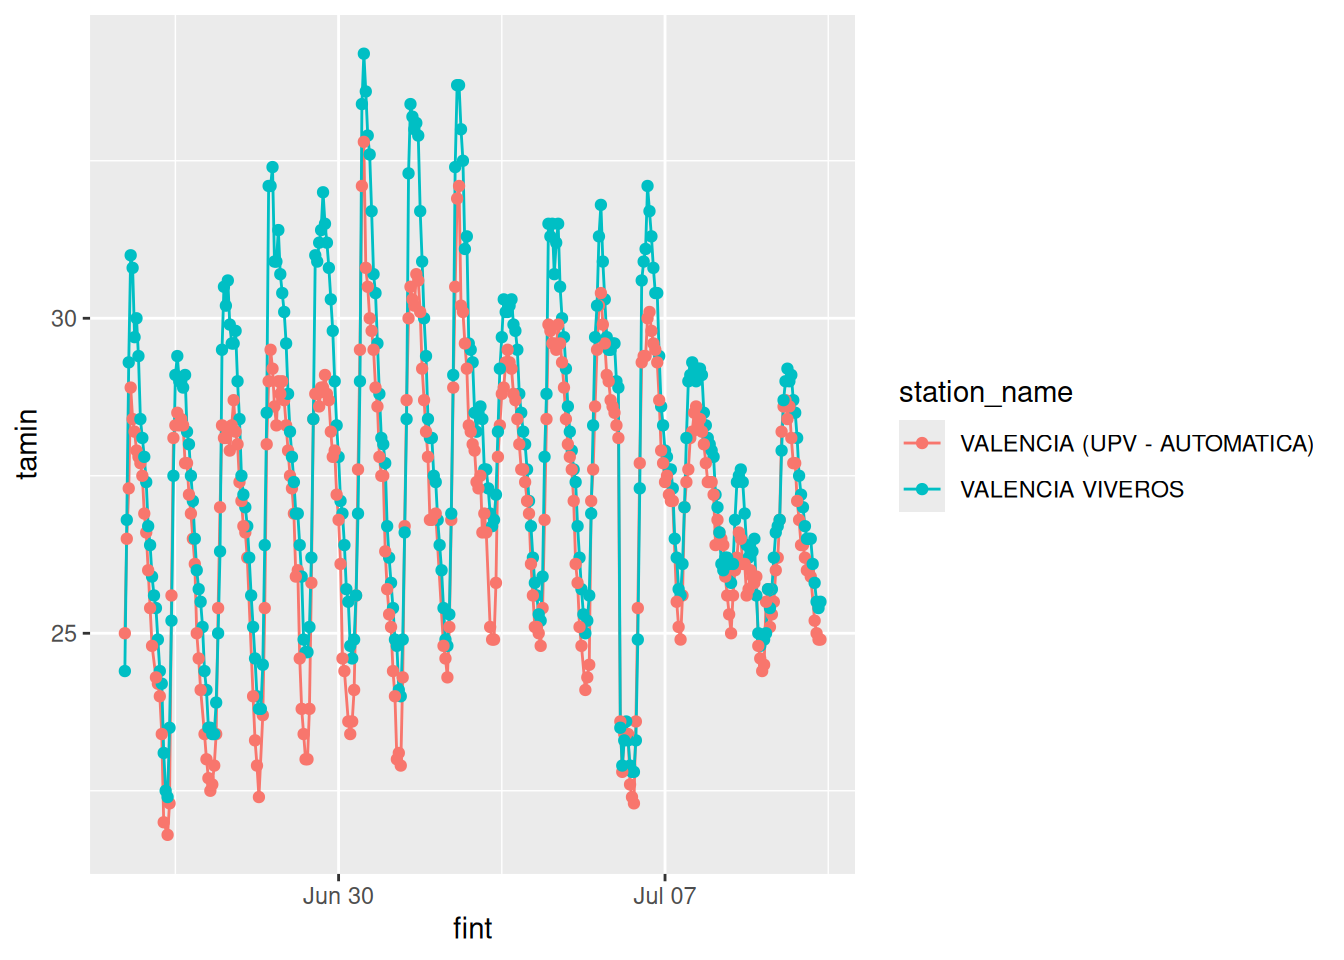 30
25
tamin
Jun 30
Jul 07
fint
station_name
VALENCIA (UPV - AUTOMATICA)
VALENCIA VIVEROS